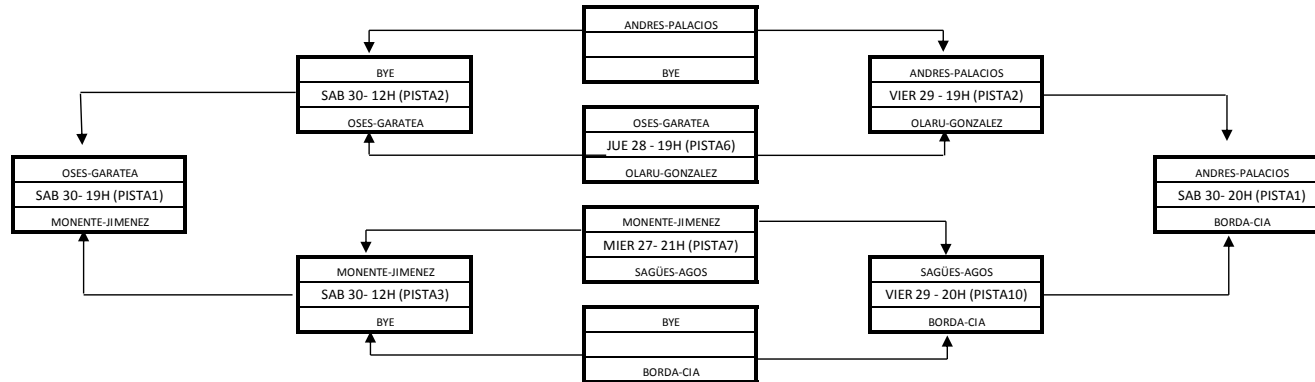 ANDRES-PALACIOS
BYE
BYE
SAB 30- 12H (PISTA2)
OSES-GARATEA
ANDRES-PALACIOS
VIER 29 - 19H (PISTA2)
OLARU-GONZALEZ
OSES-GARATEA
JUE 28 - 19H (PISTA6)
OLARU-GONZALEZ
OSES-GARATEA
SAB 30- 19H (PISTA1)
MONENTE-JIMENEZ
ANDRES-PALACIOS
SAB 30- 20H (PISTA1)
BORDA-CIA
MONENTE-JIMENEZ
MIER 27- 21H (PISTA7)
SAGÜES-AGOS
MONENTE-JIMENEZ
SAB 30- 12H (PISTA3)
BYE
SAGÜES-AGOS
VIER 29 - 20H (PISTA10)
BORDA-CIA
BYE
BORDA-CIA